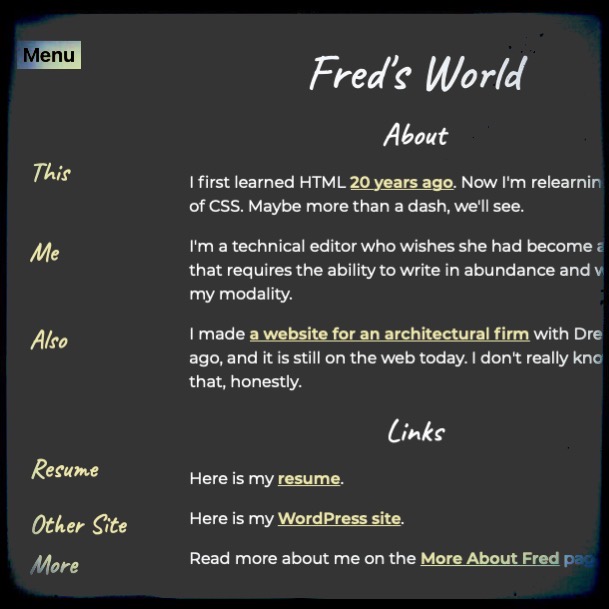 Menu
Fred's World
About
This
I first learned HTML 20 years ago. Now I'm relearnin
of CSS. Maybe more than a dash, we'll see.
Me
I'm a technical editor who wishes she had become a
that requires the ability to write in abundance and w
my modality.
Also
I made a website for an architectural firm with Dre
ago, and it is still on the web today. I don't really kno
that, honestly.
Links
Resume
Here is my resume.
Other Site
Here is my WordPress site.
More
Read more about me on the More About Fred pag